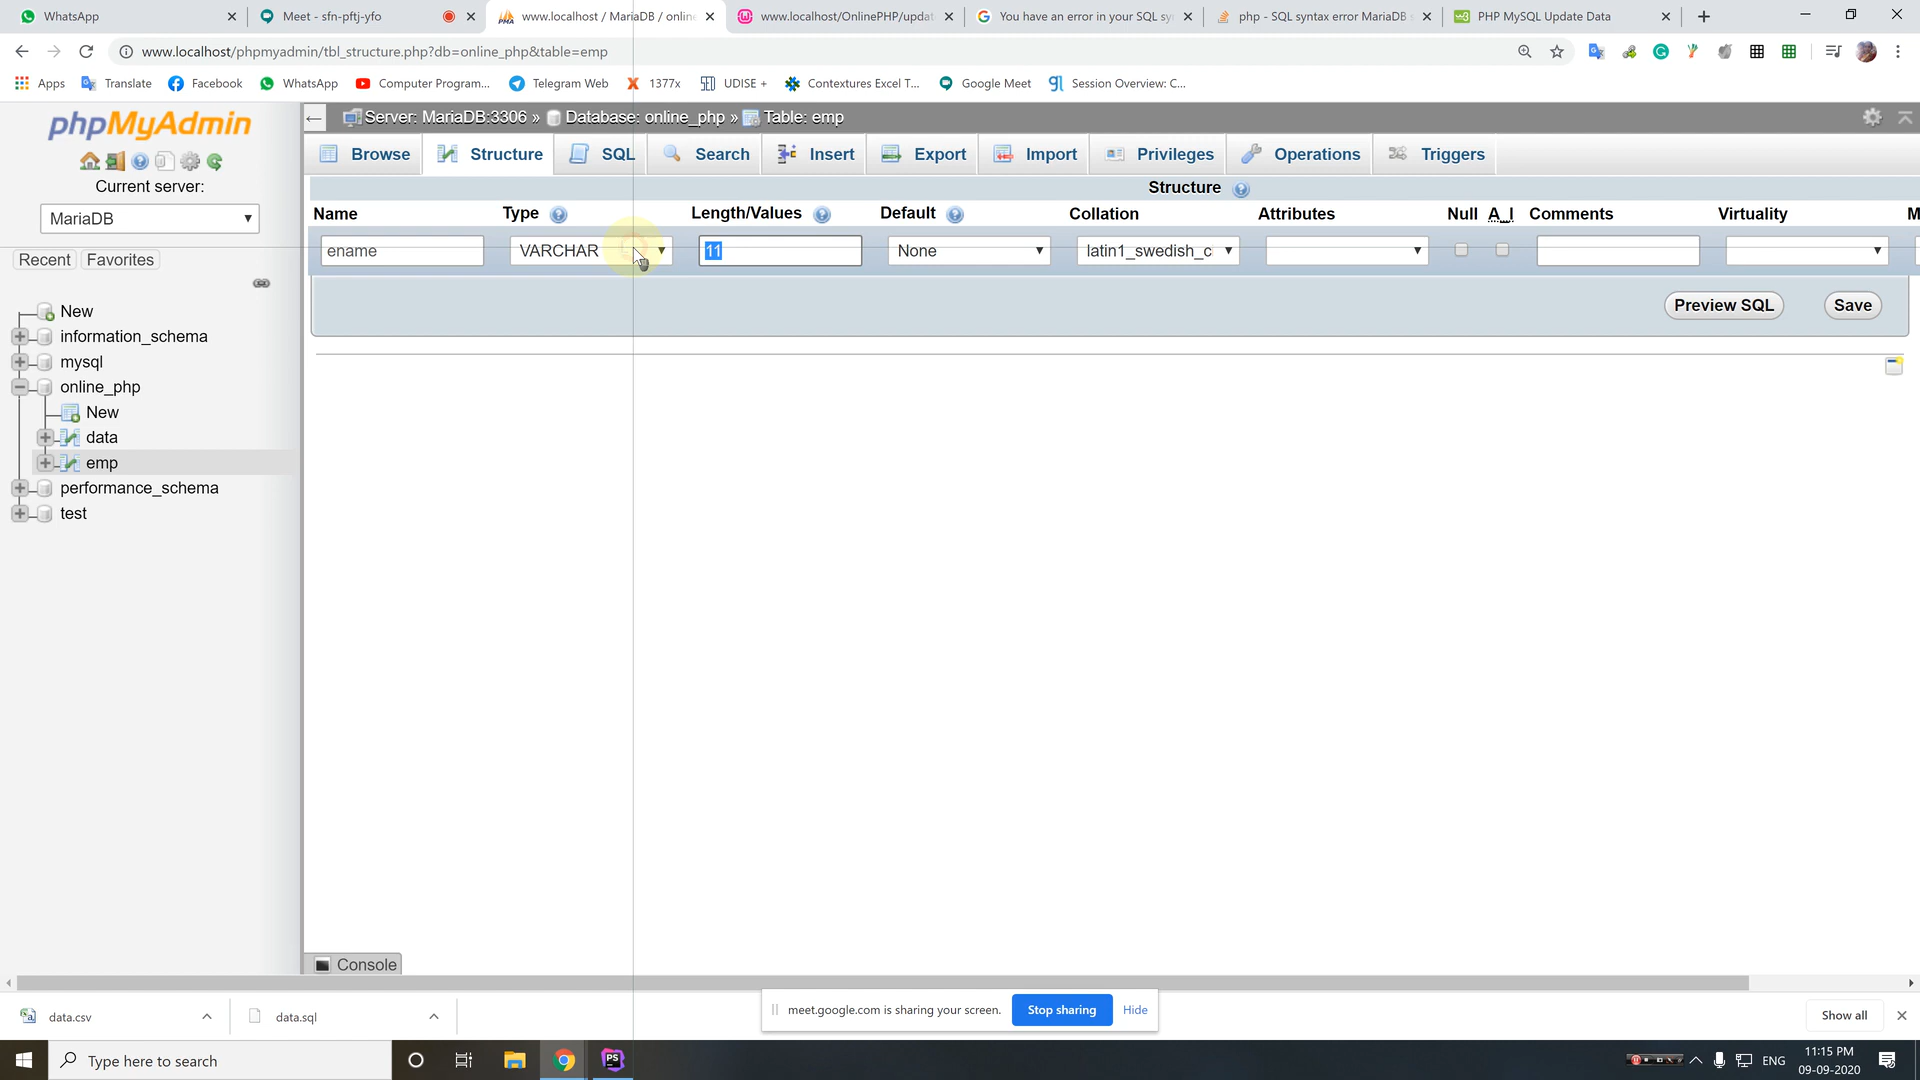 WhatsApp
Meet - sfn-pftj-yfo
www.localhost / MariaDB / online
www.localhost/OnlinePHP/updat
You have an error in your SQL sy
php - SQL syntax error MariaDB
PHP MySQL Update Data
www.localhost/phpmyadmin/tbl_structure.php?db=online_php&table=emp
Apps
Translate
Facebook
WhatsApp
Computer Program...
Telegram Web
1377x
UDISE +
Contextures Excel T...
Google Meet
Session Overview: C...
phpMyAdmin
Current server:
MariaDB
Recent
Favorites
New
information_schema
mysql
online_php
New
data
emp
performance_schema
test
Server: MariaDB:3306 » Database: online_php » Table: emp
Browse
Structure
SQL
Search
Insert
Export
Import
Privileges
Operations
Triggers
Structure
Name
Type
Length/Values
Default
Collation
Attributes
Null
A_I
Comments
Virtuality
M
ename
VARCHAR
11
None
latin1_swedish_c
Preview SQL
Save
Console
data.csv
data.sql
meet.google.com is sharing your screen.
Stop sharing
Hide
Show all
Type here to search
PS
ENG
11:15 PM
09-09-2020